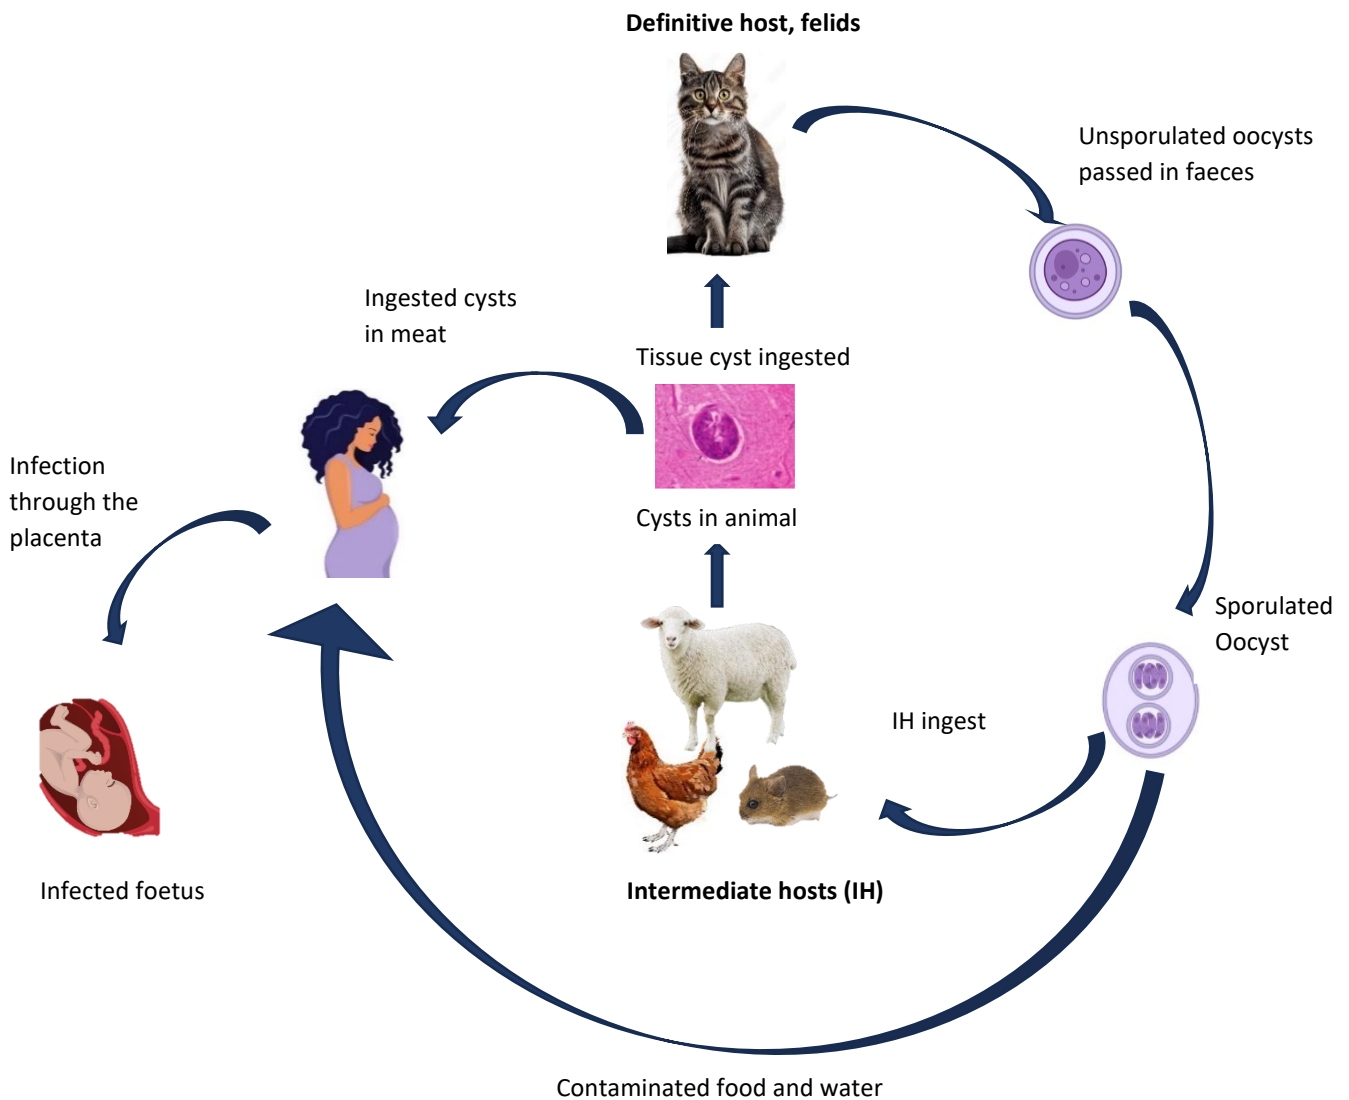 Definitive host, felids
Unsporulated oocysts
passed in faeces
Ingested cysts
in meat
Tissue cyst ingested
Infection
through the
placenta
Cysts in animal
Sporulated
Oocyst
IH ingest
Infected foetus
Intermediate hosts (IH)
Contaminated food and water